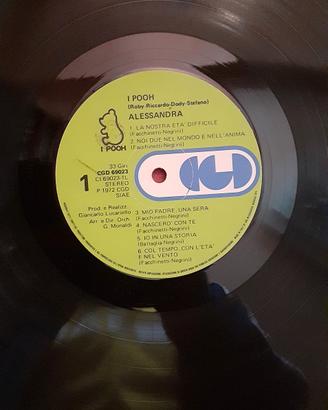 I POOH
(Roby-Riccardo-Dody-Stefano)
ALESSANDRA
1 LA NOSTRA ETA' DIFFICILE
(Facchinetti-Negrini)
2 NOI DUE NEL MONDO E NELL'ANIMA
(Facchinetti-Negrini)
I POOH
33 Giri
CGD 69023
Cl 69023-1L
STEREO
P 1972 CGD
SIAE
1
CGD
Prod. e Realizz.
Giancarlo Lucariello
Arr. e Dir. Orch.
G. Monaldi
3 MIO PADRE, UNA SERA
(Facchinetti-Negrini)
4 NASCERO' CON TE
(Facchinetti-Negrini)
5 IO IN UNA STORIA
(Battaglia-Negrini)
6 COL TEMPO, CON L'ETA'
E NEL VENTO
(Facchinetti-Negrini)